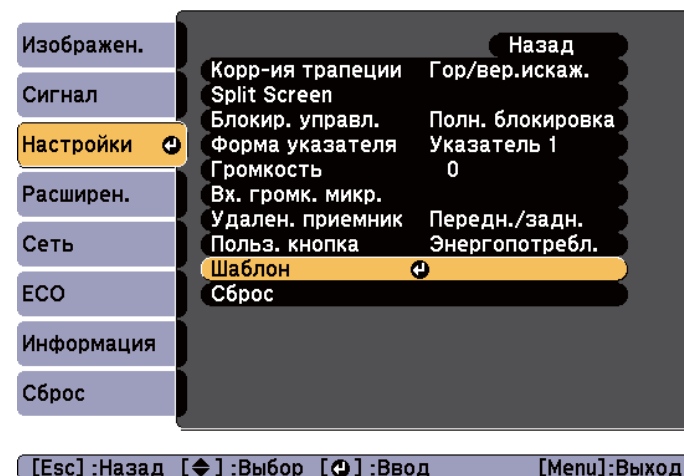 Изображен.
Сигнал
Настройки
Расширен.
Сеть
ECO
Информация
Сброс
Назад
Корр-ия трапеции Гор/вер.искаж.
Split Screen
Блокир. управл. Полн. блокировка
Форма указателя Указатель 1
Громкость 0
Вх. громк. микр.
Удален. приемник Передн./задн.
Польз. кнопка Энергопотребл.
Шаблон
Сброс
[Esc] :Назад [◆] :Выбор [⏎] :Ввод [Menu]:Выход